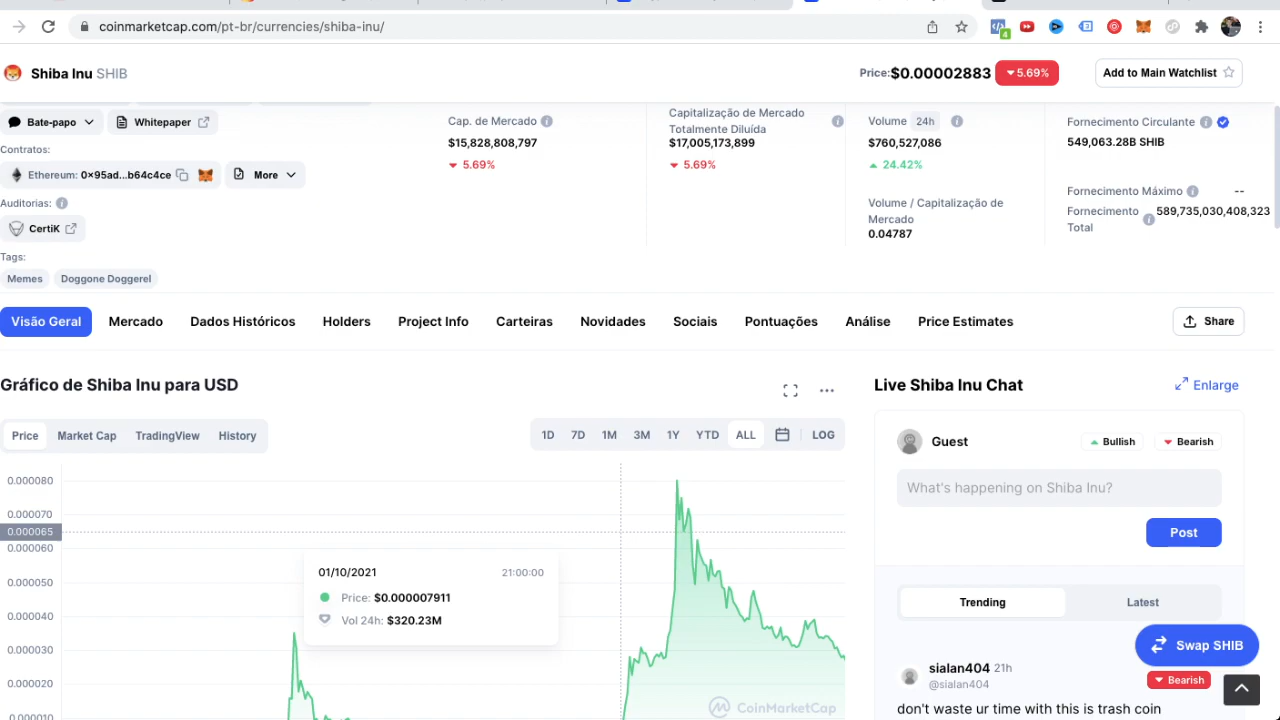 coinmarketcap.com/pt-br/currencies/shiba-inu/
4
Shiba Inu SHIB
Price:$0.00002883
5.69%
Add to Main Watchlist
Bate-papo
Whitepaper
Contratos:
Ethereum: 0x95ad...b64c4ce
More
Auditorias:
CertiK
Tags:
Memes
Doggone Doggerel
Cap. de Mercado
$15,828,808,797
5.69%
Capitalização de Mercado
Totalmente Diluída
$17,005,173,899
5.69%
Volume 24h
$760,527,086
24.42%
Volume / Capitalização de
Mercado
0.04787
Fornecimento Circulante
549,063.28B SHIB
Fornecimento Máximo
--
Fornecimento
Total
589,735,030,408,323
Visão Geral
Mercado
Dados Históricos
Holders
Project Info
Carteiras
Novidades
Sociais
Pontuações
Análise
Price Estimates
Share
Gráfico de Shiba Inu para USD
Price
Market Cap
TradingView
History
1D
7D
1M
3M
1Y
YTD
ALL
LOG
0.000080
0.000070
0.000065
0.000060
0.000050
0.000040
0.000030
0.000020
0.000010
01/10/2021
21:00:00
Price: $0.000007911
Vol 24h: $320.23M
CoinMarketCap
Live Shiba Inu Chat
Enlarge
Guest
Bullish
Bearish
What's happening on Shiba Inu?
Post
Trending
Latest
Swap SHIB
sialan404 21h
@sialan404
Bearish
don't waste ur time with this is trash coin